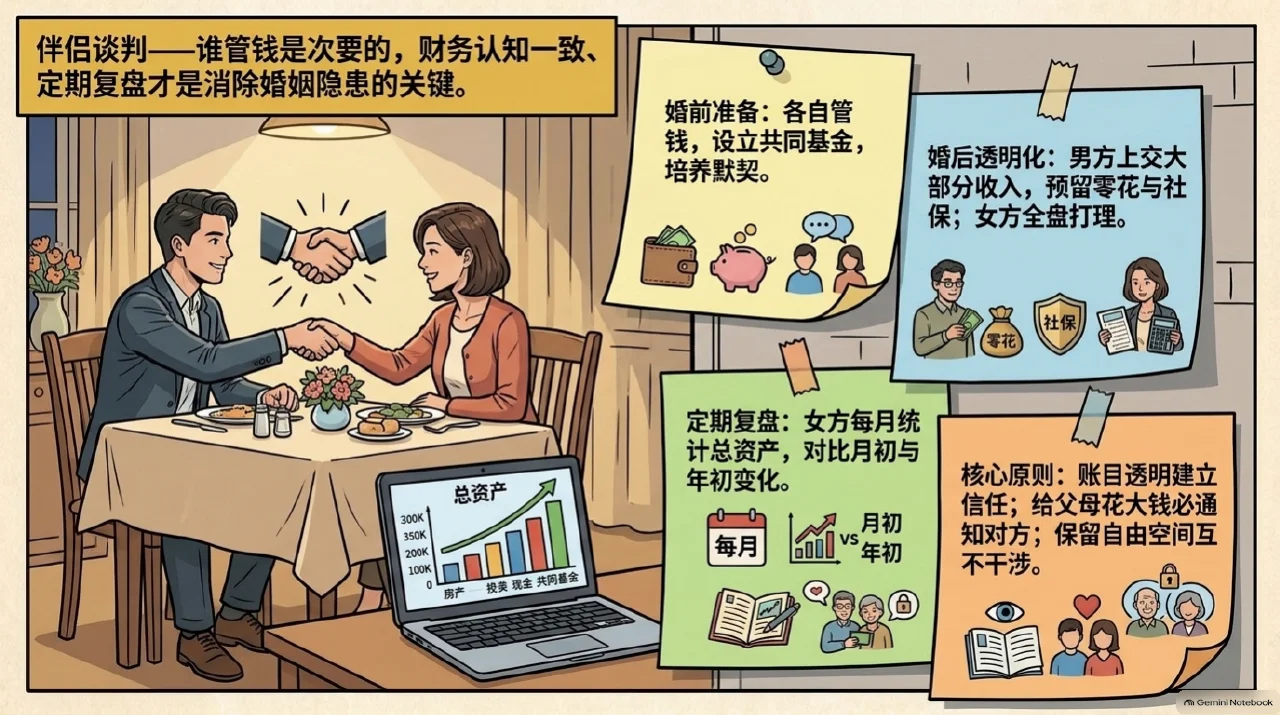 伴侣谈判——谁管钱是次要的，财务认知一致、
定期复盘才是消除婚姻隐患的关键。
婚前准备：各自管
钱，设立共同基金，
培养默契。
婚后透明化：男方上交大
部分收入，预留零花与社
保；女方全盘打理。
零花
社保
定期复盘：女方每月统
计总资产，对比月初与
年初变化。
每月
VS
月初
年初
核心原则：账目透明建立
信任；给父母花大钱必通
知对方；保留自由空间互
不干涉。
总资产
300K
350K
200K
100K
0
房产 现金 共同基金
Gemini Notebook